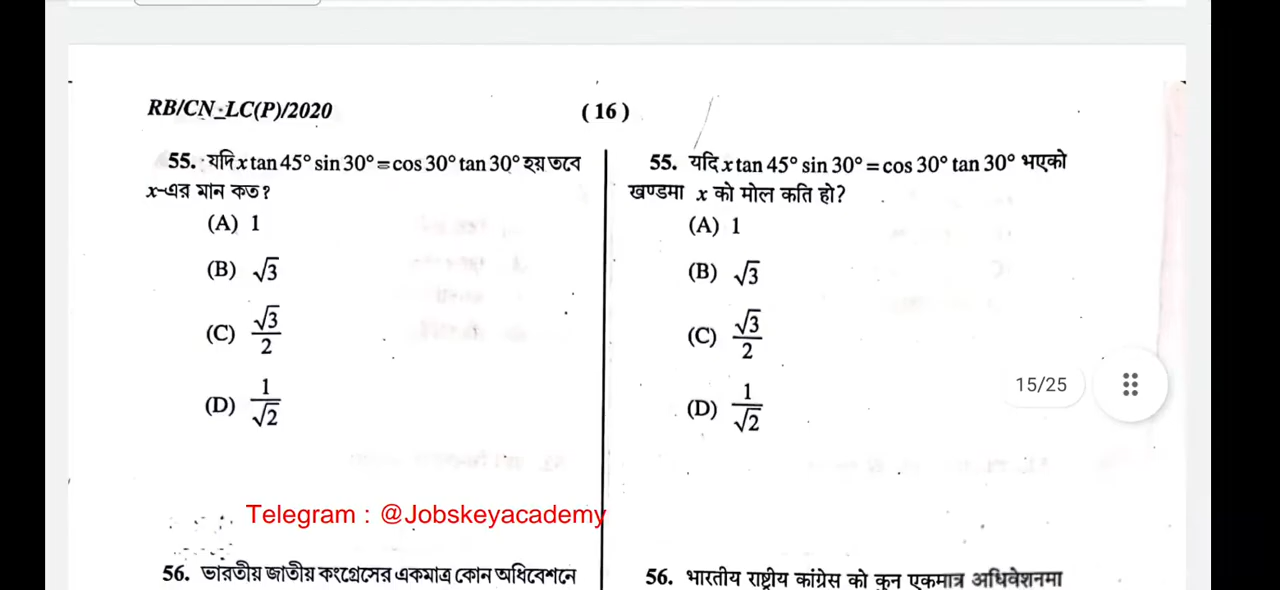 RB/CN_LC(P)/2020
(16)
55. যদি x tan 45° sin 30° = cos 30° tan 30° হয় তবে
x-এর মান কত?
(A) 1
(B) √3
(C) √3/2
(D) 1/√2
56. ভারতীয় জাতীয় কংগ্রেসের একমাত্র কোন অধিবেশনে
55. यदि x tan 45° sin 30° = cos 30° tan 30° भएको
खण्डमा x को मोल कति हो?
(A) 1
(B) √3
(C) √3/2
(D) 1/√2
56. भारतीय राष्ट्रीय कांग्रेस को कुन एकमात्र अधिवेशनमा
15/25
Telegram : @Jobskeyacademy